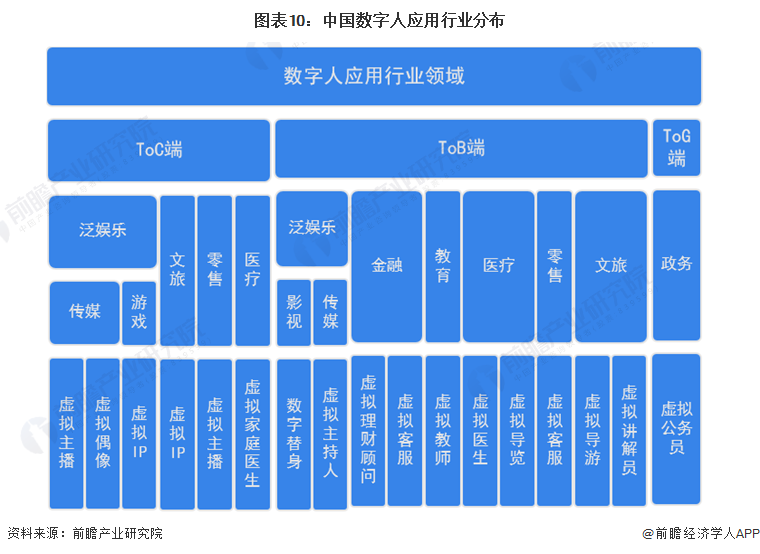 图表10：中国数字人应用行业分布
数字人应用行业领域
ToC端
ToB端
ToG端
泛娱乐
文旅
零售
医疗
泛娱乐
金融
教育
医疗
零售
文旅
政务
传媒
游戏
影视
传媒
虚拟主播
虚拟偶像
虚拟IP
虚拟IP
虚拟主播
虚拟家庭医生
数字替身
虚拟主持人
虚拟理财顾问
虚拟客服
虚拟教师
虚拟医生
虚拟导览
虚拟客服
虚拟导游
虚拟讲解员
虚拟公务员
前瞻产业研究院
资料来源：前瞻产业研究院
@前瞻经济学人APP